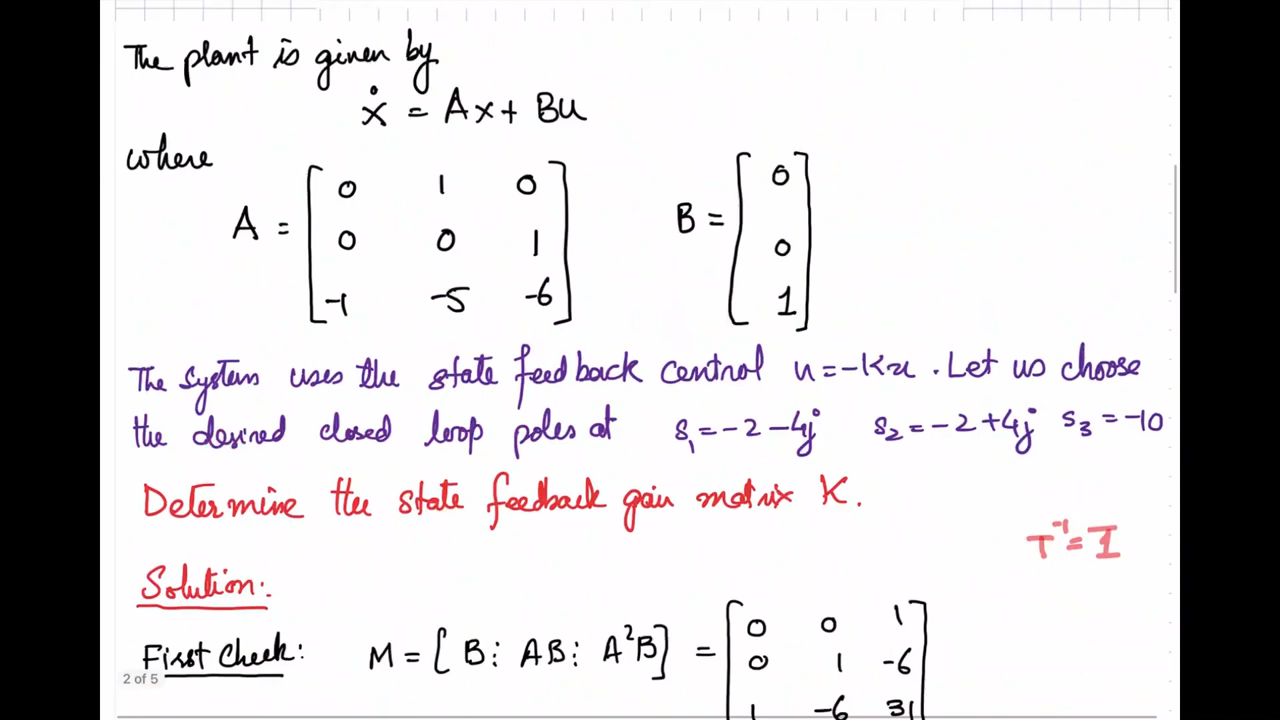 The plant is given by
ẋ = Ax + Bu
where
A = [ 0 1 0
0 0 1
-1 -5 -6 ]
B = [ 0
0
1 ]
The system uses the state feedback control u = -Kx . Let us choose
the desired closed loop poles at s₁ = -2 - 4j s₂ = -2 + 4j s₃ = -10
Determine the state feedback gain matrix K.
T⁻¹ = I
Solution:
First Check: M = [ B ⋮ AB ⋮ A²B ] = [ 0 0 1
0 1 -6
1 -6 31
2 of 5